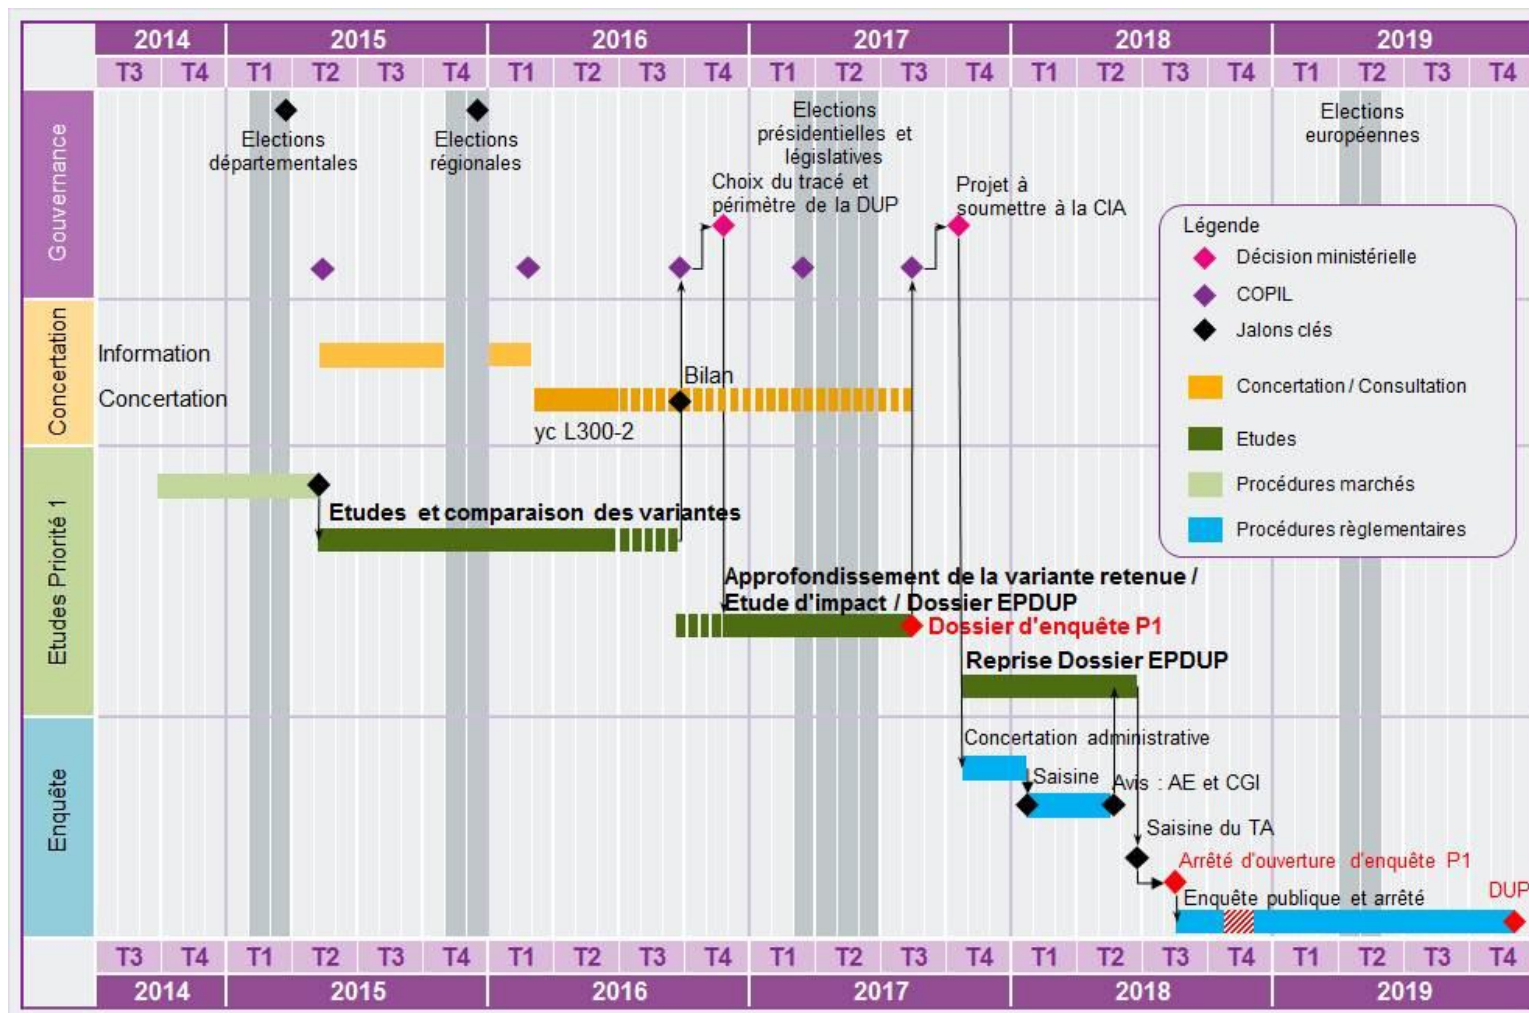 2014 2015 2016 2017 2018 2019
T3 T4 T1 T2 T3 T4 T1 T2 T3 T4 T1 T2 T3 T4 T1 T2 T3 T4 T1 T2 T3 T4
Gouvernance
Elections
départementales
Elections
régionales
Elections
présidentielles et
législatives
Elections
européennes
Choix du tracé et
périmètre de la DUP
Projet à
soumettre à la CIA
Légende
Décision ministérielle
COPIL
Jalons clés
Concertation / Consultation
Etudes
Procédures marchés
Procédures règlementaires
Concertation
Information
Concertation
Bilan
yc L300-2
Etudes Priorité 1
Etudes et comparaison des variantes
Approfondissement de la variante retenue /
Etude d'impact / Dossier EPDUP
Dossier d'enquête P1
Reprise Dossier EPDUP
Enquête
Concertation administrative
Saisine
Avis : AE et CGI
Saisine du TA
Arrêté d'ouverture d'enquête P1
Enquête publique et arrêté
DUP
T3 T4 T1 T2 T3 T4 T1 T2 T3 T4 T1 T2 T3 T4 T1 T2 T3 T4 T1 T2 T3 T4
2014 2015 2016 2017 2018 2019